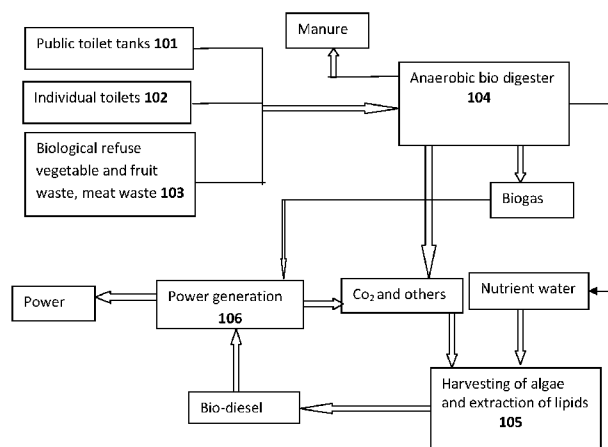 Public toilet tanks 101
Individual toilets 102
Biological refuse
vegetable and fruit
waste, meat waste 103
Manure
Anaerobic bio digester
104
Biogas
Power
Power generation
106
Co2 and others
Nutrient water
Bio-diesel
Harvesting of algae
and extraction of lipids
105